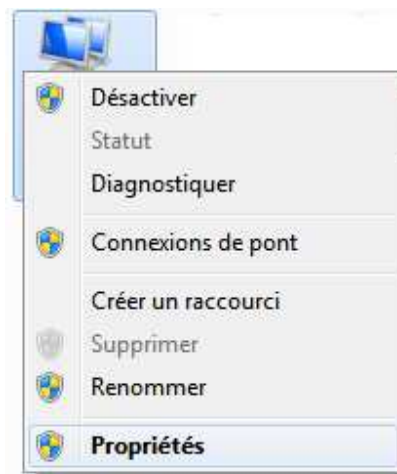 Désactiver
Statut
Diagnostiquer
Connexions de pont
Créer un raccourci
Supprimer
Renommer
Propriétés